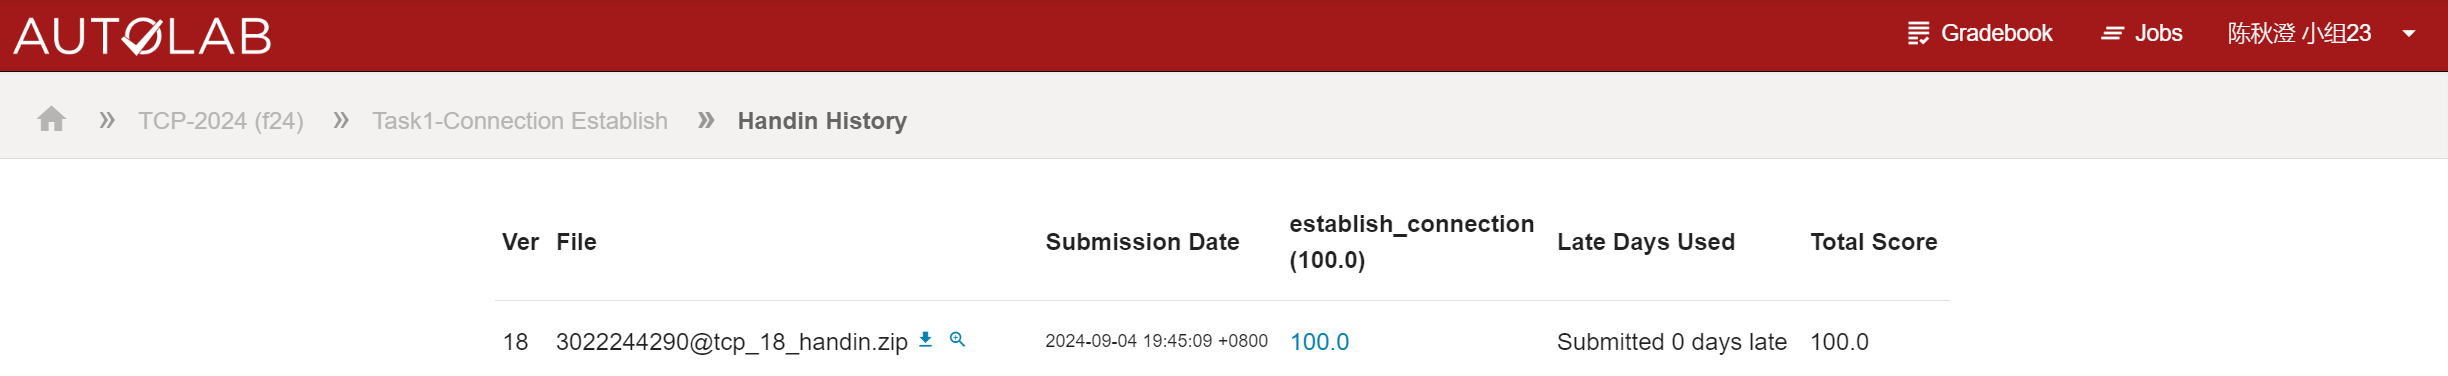 AUTOLAB
Gradebook
Jobs
陈秋澄 小组23
» TCP-2024 (f24) » Task1-Connection Establish » Handin History
Ver File Submission Date establish_connection (100.0) Late Days Used Total Score
18 3022244290@tcp_18_handin.zip 2024-09-04 19:45:09 +0800 100.0 Submitted 0 days late 100.0